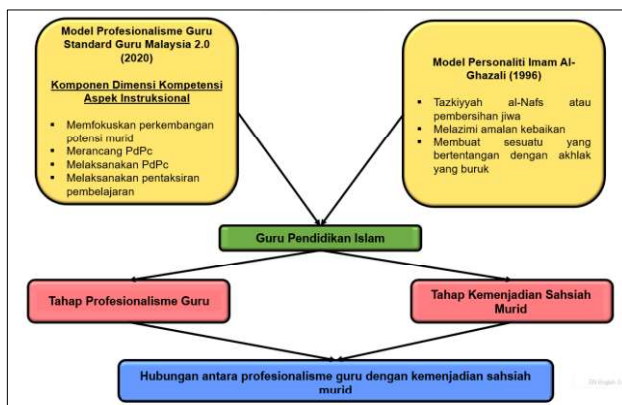 Model Profesionalisme Guru
Standard Guru Malaysia 2.0
(2020)
Komponen Dimensi Kompetensi
Aspek Instruksional
▪ Memfokuskan perkembangan
potensi murid
▪ Merancang PdPc
▪ Melaksanakan PdPc
▪ Melaksanakan pentaksiran
pembelajaran
Model Personaliti Imam Al-
Ghazali (1996)
▪ Tazkiyyah al-Nafs atau
pembersihan jiwa
▪ Melazimi amalan kebaikan
▪ Membuat sesuatu yang
bertentangan dengan akhlak
yang buruk
Guru Pendidikan Islam
Tahap Profesionalisme Guru
Tahap Kemenjadian Sahsiah
Murid
Hubungan antara profesionalisme guru dengan kemenjadian sahsiah
murid